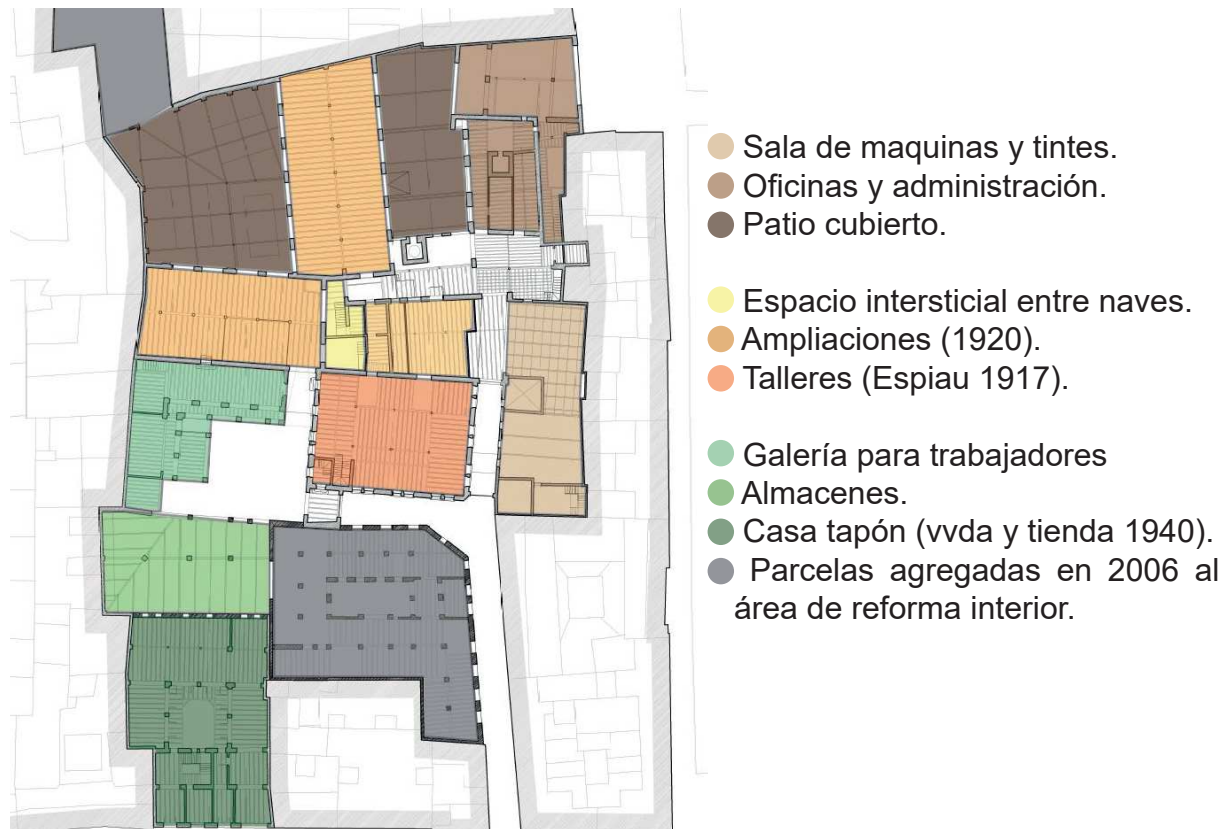 Sala de maquinas y tintes.
Oficinas y administración.
Patio cubierto.
Espacio intersticial entre naves.
Ampliaciones (1920).
Talleres (Espiau 1917).
Galería para trabajadores
Almacenes.
Casa tapón (vvda y tienda 1940).
Parcelas agregadas en 2006 al
área de reforma interior.